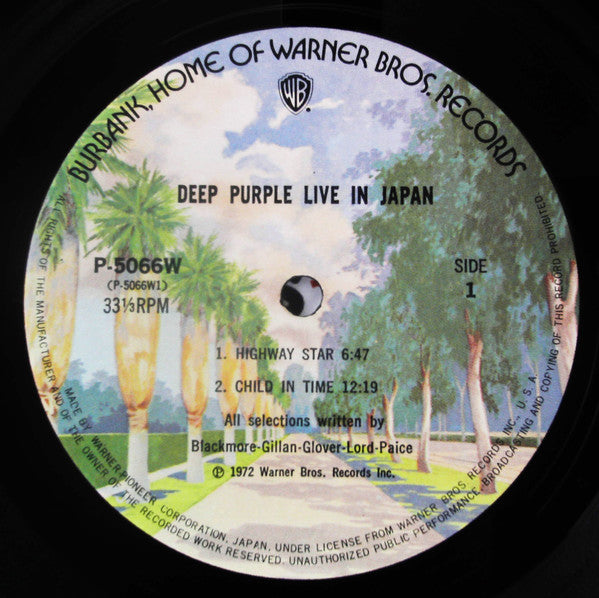 BURBANK, HOME OF WARNER BROS. RECORDS
WB
DEEP PURPLE LIVE IN JAPAN
P-5066W
(P-5066W1)
33⅓RPM
SIDE
1
1. HIGHWAY STAR 6:47
2. CHILD IN TIME 12:19
All selections written by
Blackmore-Gillan-Glover-Lord-Paice
℗ 1972 Warner Bros. Records Inc.
MADE BY WARNER-PIONEER CORPORATION, JAPAN, UNDER LICENSE FROM WARNER BROS RECORDS INC., U.S.A.
ALL RIGHTS OF THE MANUFACTURER AND OF THE OWNER OF THE RECORDED WORK RESERVED. UNAUTHORIZED PUBLIC PERFORMANCE BROADCASTING AND COPYING OF THIS RECORD PROHIBITED.